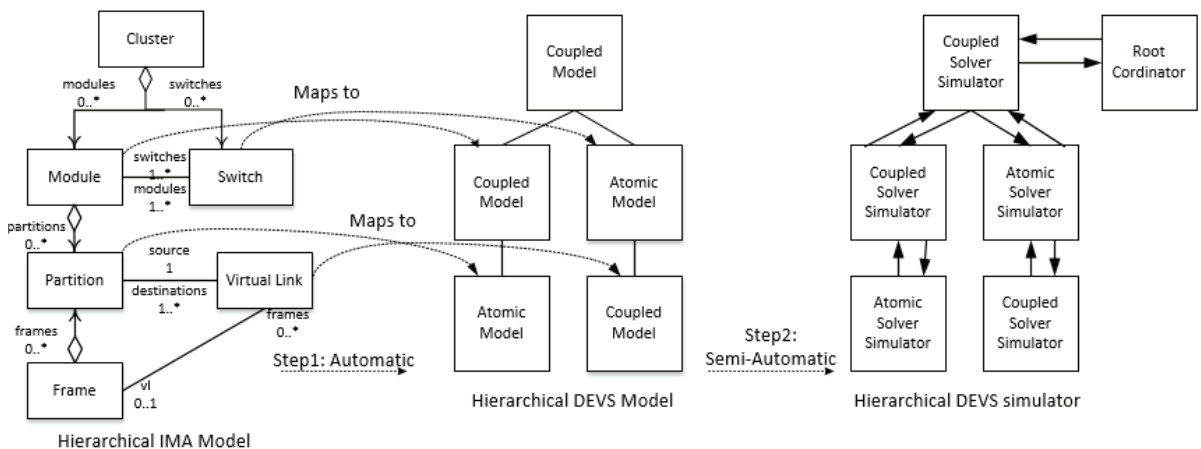 Cluster
modules
0..*
switches
0..*
Module
switches
1..*
modules
1..*
Switch
partitions
0..*
Partition
source
1
destinations
1..*
Virtual Link
frames
0..*
frames
0..*
Frame
vl
0..1
Hierarchical IMA Model
Maps to
Maps to
Step1: Automatic
Coupled
Model
Coupled
Model
Atomic
Model
Atomic
Model
Coupled
Model
Hierarchical DEVS Model
Step2:
Semi-Automatic
Coupled
Solver
Simulator
Root
Cordinator
Coupled
Solver
Simulator
Atomic
Solver
Simulator
Atomic
Solver
Simulator
Coupled
Solver
Simulator
Hierarchical DEVS simulator